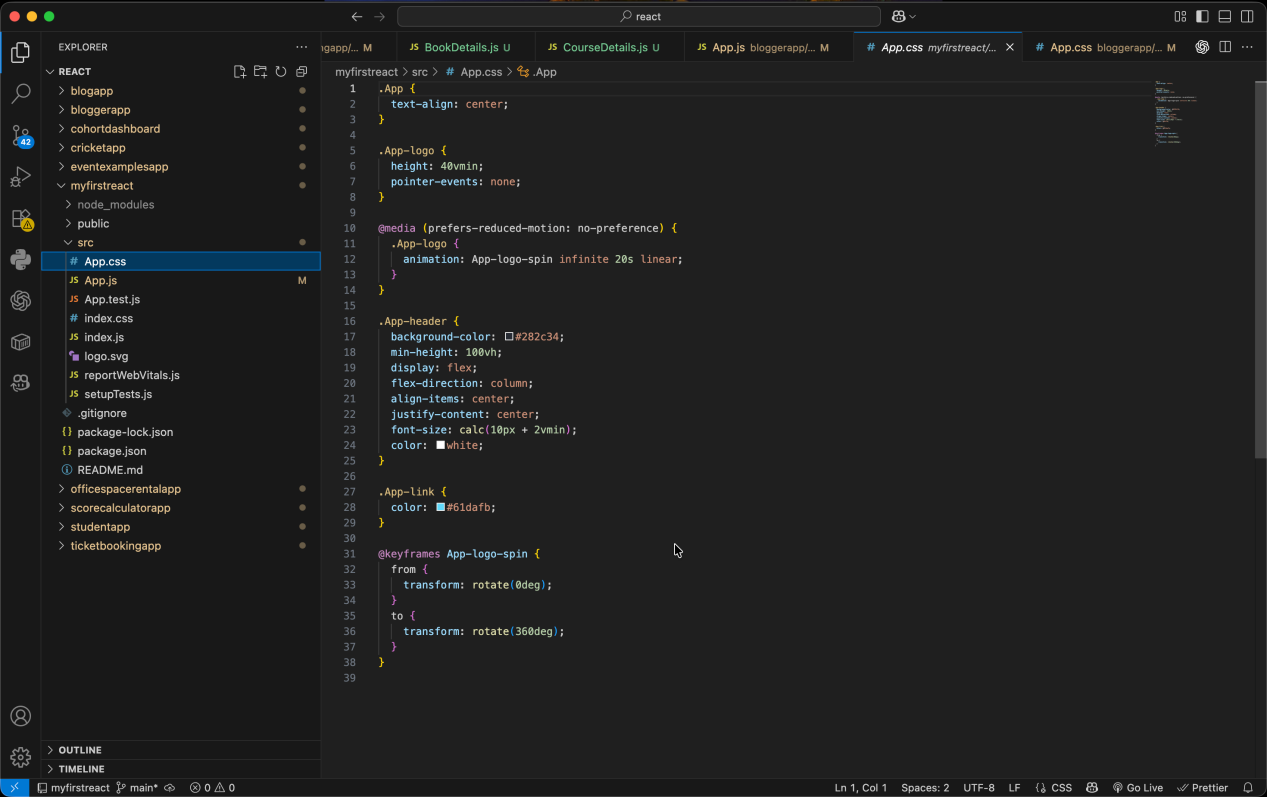 react
ngapp/... M
JS BookDetails.js U
JS CourseDetails.js U
JS App.js bloggerapp/... M
# App.css myfirstreact/...
# App.css bloggerapp/... M
EXPLORER
REACT
blogapp
bloggerapp
cohortdashboard
cricketapp
eventexamplesapp
myfirstreact
node_modules
public
src
# App.css
JS App.js M
JS App.test.js
# index.css
JS index.js
logo.svg
JS reportWebVitals.js
JS setupTests.js
.gitignore
{} package-lock.json
{} package.json
README.md
officespacerentalapp
scorecalculatorapp
studentapp
ticketbookingapp
OUTLINE
TIMELINE
42
myfirstreact > src > # App.css > .App
1 .App {
2 text-align: center;
3 }
4
5 .App-logo {
6 height: 40vmin;
7 pointer-events: none;
8 }
9
10 @media (prefers-reduced-motion: no-preference) {
11 .App-logo {
12 animation: App-logo-spin infinite 20s linear;
13 }
14 }
15
16 .App-header {
17 background-color: #282c34;
18 min-height: 100vh;
19 display: flex;
20 flex-direction: column;
21 align-items: center;
22 justify-content: center;
23 font-size: calc(10px + 2vmin);
24 color: white;
25 }
26
27 .App-link {
28 color: #61dafb;
29 }
30
31 @keyframes App-logo-spin {
32 from {
33 transform: rotate(0deg);
34 }
35 to {
36 transform: rotate(360deg);
37 }
38 }
39
myfirstreact main* 0 0
Ln 1, Col 1 Spaces: 2 UTF-8 LF {} CSS Go Live Prettier